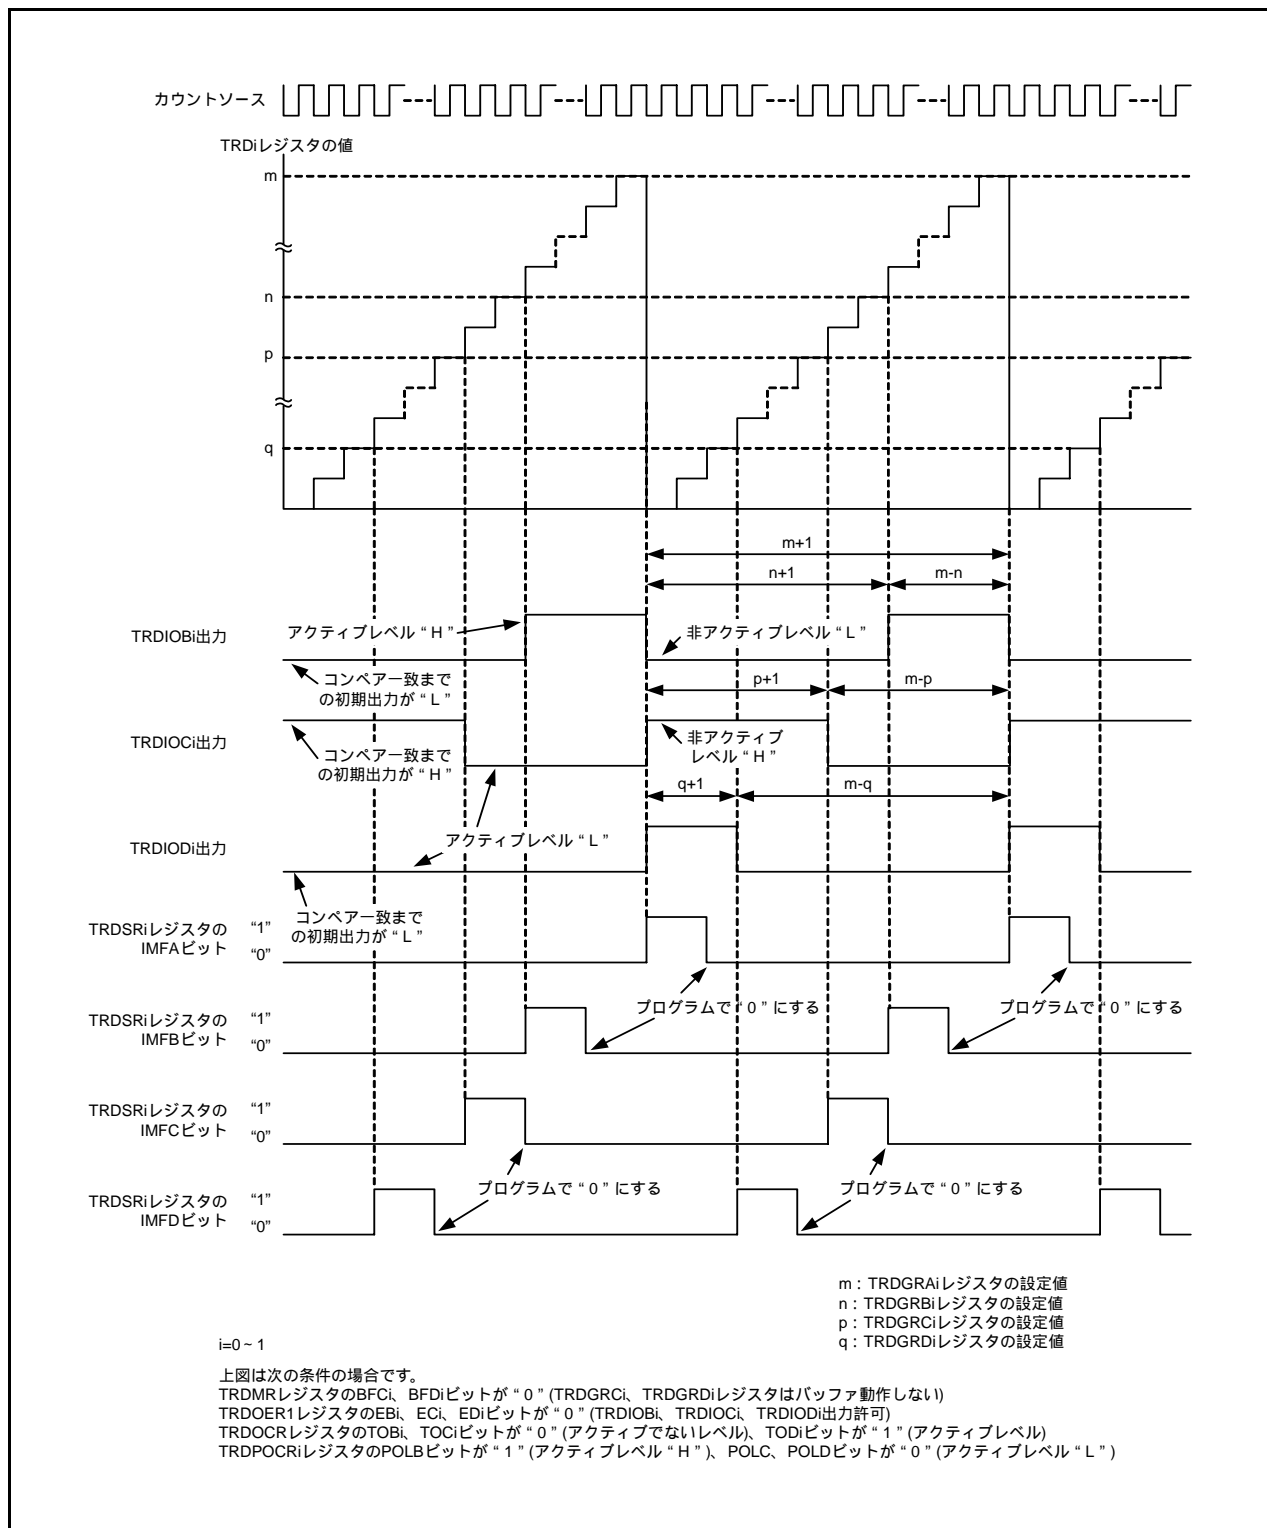 カウントソース
TRDiレジスタの値
m
n
p
q
m+1
n+1
m-n
TRDIOBi出力
アクティブレベル“H”
非アクティブレベル“L”
コンペア一致まで
の初期出力が“L”
p+1
m-p
TRDIOCi出力
コンペア一致まで
の初期出力が“H”
非アクティブ
レベル“H”
q+1
m-q
TRDIODi出力
アクティブレベル“L”
コンペア一致まで
の初期出力が“L”
TRDSRiレジスタの
IMFAビット
“1”
“0”
プログラムで“0”にする
プログラムで“0”にする
TRDSRiレジスタの
IMFBビット
“1”
“0”
TRDSRiレジスタの
IMFCビット
“1”
“0”
プログラムで“0”にする
プログラムで“0”にする
TRDSRiレジスタの
IMFDビット
“1”
“0”
m：TRDGRAiレジスタの設定値
n：TRDGRBiレジスタの設定値
p：TRDGRCiレジスタの設定値
q：TRDGRDiレジスタの設定値
i=0～1
上図は次の条件の場合です。
TRDMRレジスタのBFCi、BFDiビットが“0”(TRDGRCi、TRDGRDiレジスタはバッファ動作しない)
TRDOER1レジスタのEBi、ECi、EDiビットが“0”(TRDIOBi、TRDIOCi、TRDIODi出力許可)
TRDOCRレジスタのTOBi、TOCiビットが“0”(アクティブでないレベル)、TODiビットが“1”(アクティブレベル)
TRDPOCRiレジスタのPOLBビットが“1”(アクティブレベル“H”)、POLC、POLDビットが“0”(アクティブレベル“L”)